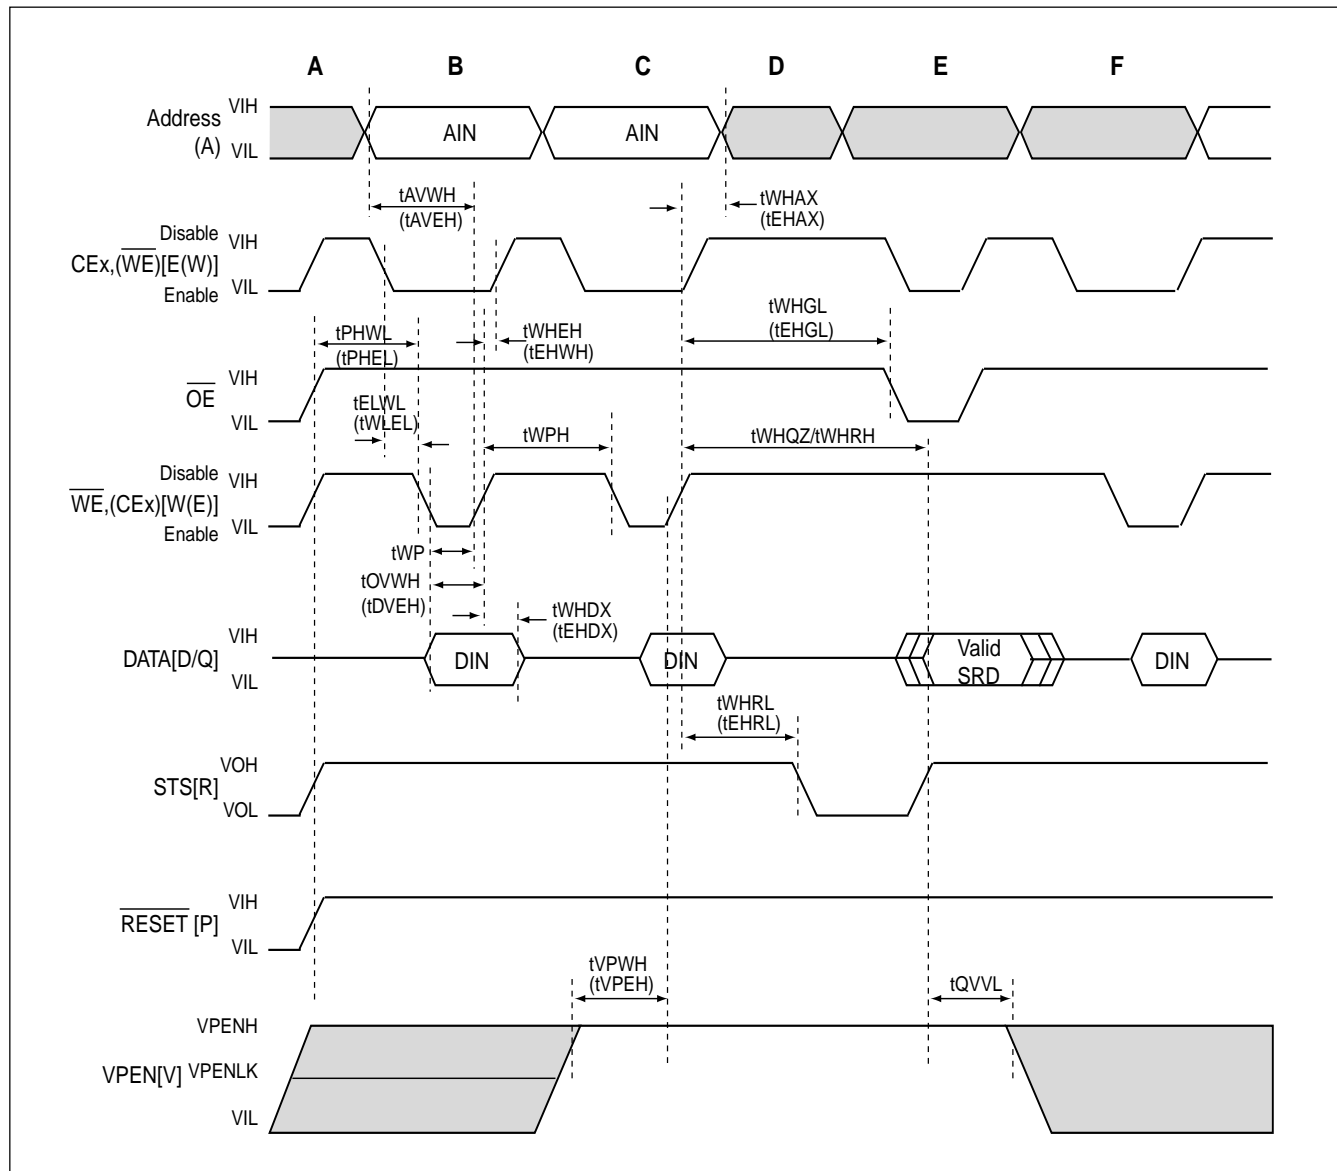 A B C D E F
Address
(A)
VIH
VIL
AIN AIN
tAVWH
(tAVEH)
tWHAX
(tEHAX)
Disable
VIH
CEx,(WE)[E(W)]
Enable
VIL
tPHWL
(tPHEL)
tWHEH
(tEHWH)
tWHGL
(tEHGL)
VIH
OE
VIL
tELWL
(tWLEL)
tWPH
tWHQZ/tWHRH
Disable
VIH
WE,(CEx)[W(E)]
Enable
VIL
tWP
tOVWH
(tDVEH)
tWHDX
(tEHDX)
VIH
DATA[D/Q]
VIL
DIN DIN Valid
SRD DIN
tWHRL
(tEHRL)
VOH
STS[R]
VOL
VIH
RESET [P]
VIL
tVPWH
(tVPEH)
tQVVL
VPENH
VPEN[V] VPENLK
VIL